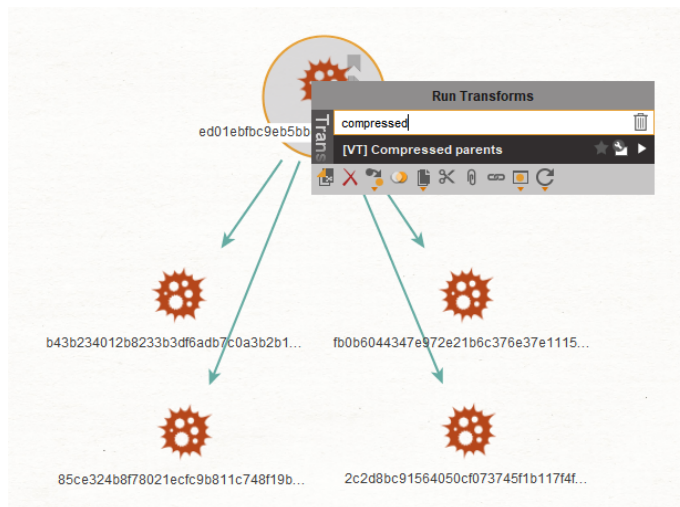 Run Transforms
ed01ebfbc9eb5bb
Trans
compressed
[VT] Compressed parents
b43b234012b8233b3df6adb7c0a3b2b1...
fb0b6044347e972e21b6c376e37e1115...
85ce324b8f78021ecfc9b811c748f19b...
2c2d8bc91564050cf073745f1b117f4f...